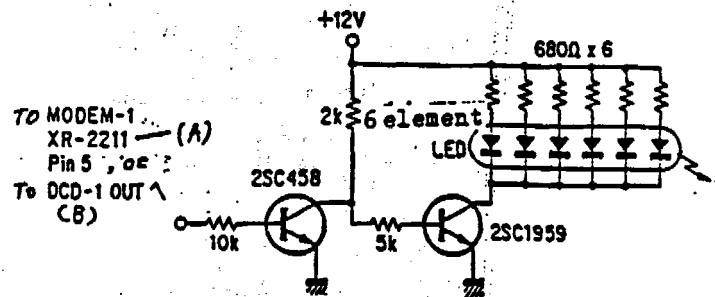 +12V
680Ω x 6
TO MODEM-1
XR-2211 (A)
Pin 5, or
To DCD-1 OUT
(B)
2k
6 element
LED
2SC458
10k
5k
2SC1959